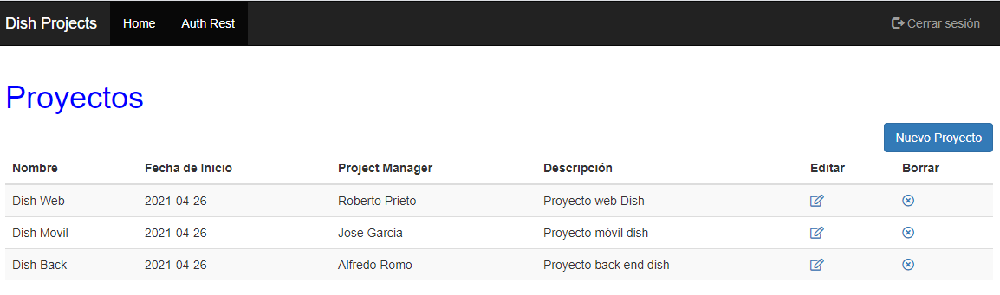 Dish Projects Home Auth Rest Cerrar sesión
Proyectos
Nuevo Proyecto
Nombre Fecha de Inicio Project Manager Descripción Editar Borrar
Dish Web 2021-04-26 Roberto Prieto Proyecto web Dish
Dish Movil 2021-04-26 Jose Garcia Proyecto móvil dish
Dish Back 2021-04-26 Alfredo Romo Proyecto back end dish